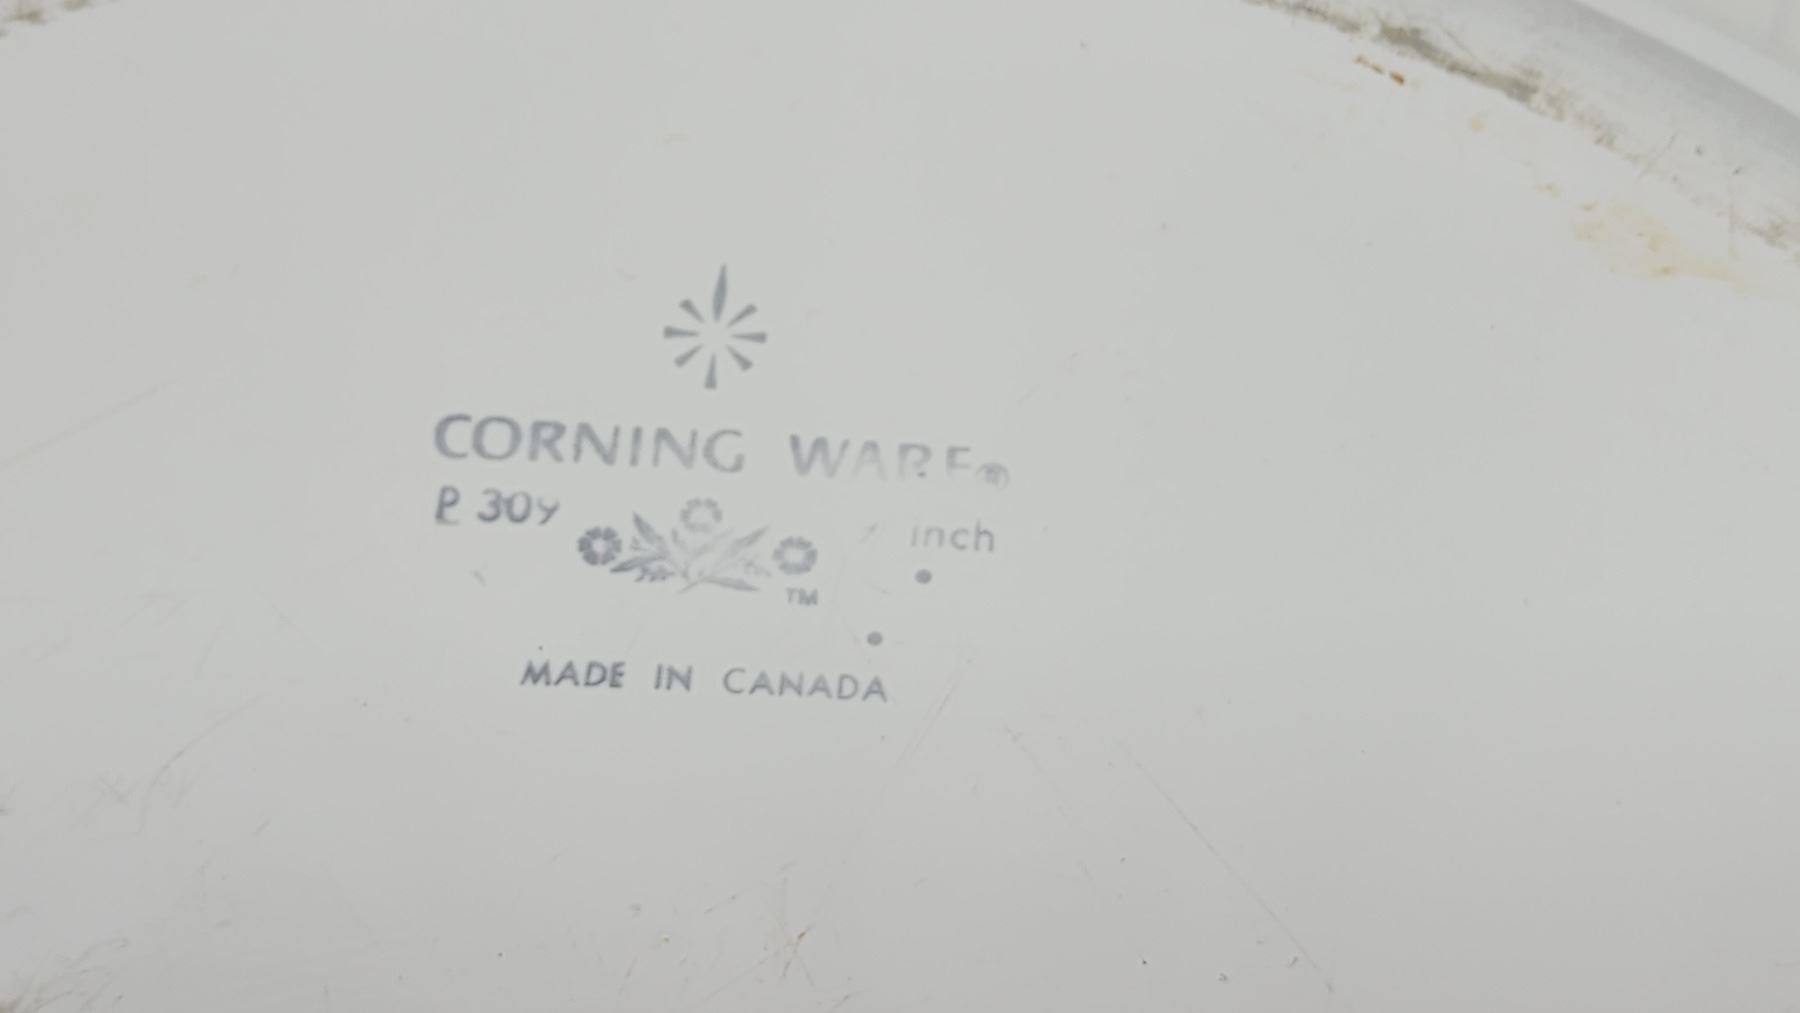 CORNING WARE®
P 309 inch
TM
MADE IN CANADA